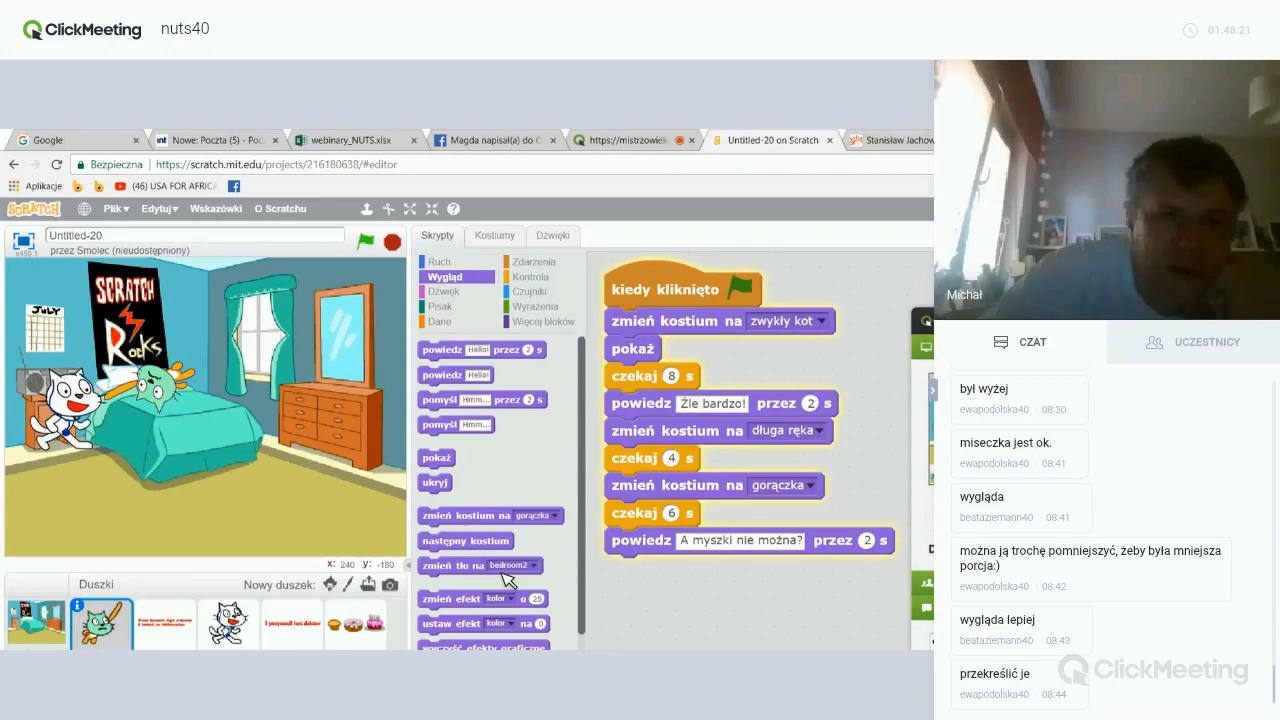 ClickMeeting
nuts40
01:48:21
Google
Nowe: Poczta (5) - Poc
webinary_NUTS.xlsx
Magda napisał(a) do C
https://mistrzowiek
Untitled-20 on Scratch
Stanisław Jachow
Bezpieczna
https://scratch.mit.edu/projects/216180638/#editor
Aplikacje
(46) USA FOR AFRICA
SCRATCH
Plik
Edytuj
Wskazówki
O Scratchu
Untitled-20
przez Smolec (nieudostępniony)
v459.1
JULY
SCRATCH
Rocks
x: 240 y: -180
Duszki
Nowy duszek:
Skrypty
Kostiumy
Dźwięki
Ruch
Zdarzenia
Wygląd
Kontrola
Dźwięk
Czujniki
Pisak
Wyrażenia
Dane
Więcej bloków
powiedz Hello! przez 2 s
powiedz Hello!
pomyśl Hmm... przez 2 s
pomyśl Hmm...
pokaż
ukryj
zmień kostium na gorączka
następny kostium
zmień tło na bedroom2
zmień efekt kolor o 25
ustaw efekt kolor na 0
wyczyść efekty graficzne
kiedy kliknięto
zmień kostium na zwykły kot
pokaż
czekaj 8 s
powiedz Źle bardzo! przez 2 s
zmień kostium na długa ręka
czekaj 4 s
zmień kostium na gorączka
czekaj 6 s
powiedz A myszki nie można? przez 2 s
Michał
CZAT
UCZESTNICY
był wyżej
ewapodolska40 08:30
miseczka jest ok.
ewapodolska40 08:41
wygląda
beataziemann40 08:41
można ją trochę pomniejszyć, żeby była mniejsza
porcja:)
ewapodolska40 08:42
wygląda lepiej
beataziemann40 08:43
przekreślić je
ewapodolska40 08:44
ClickMeeting